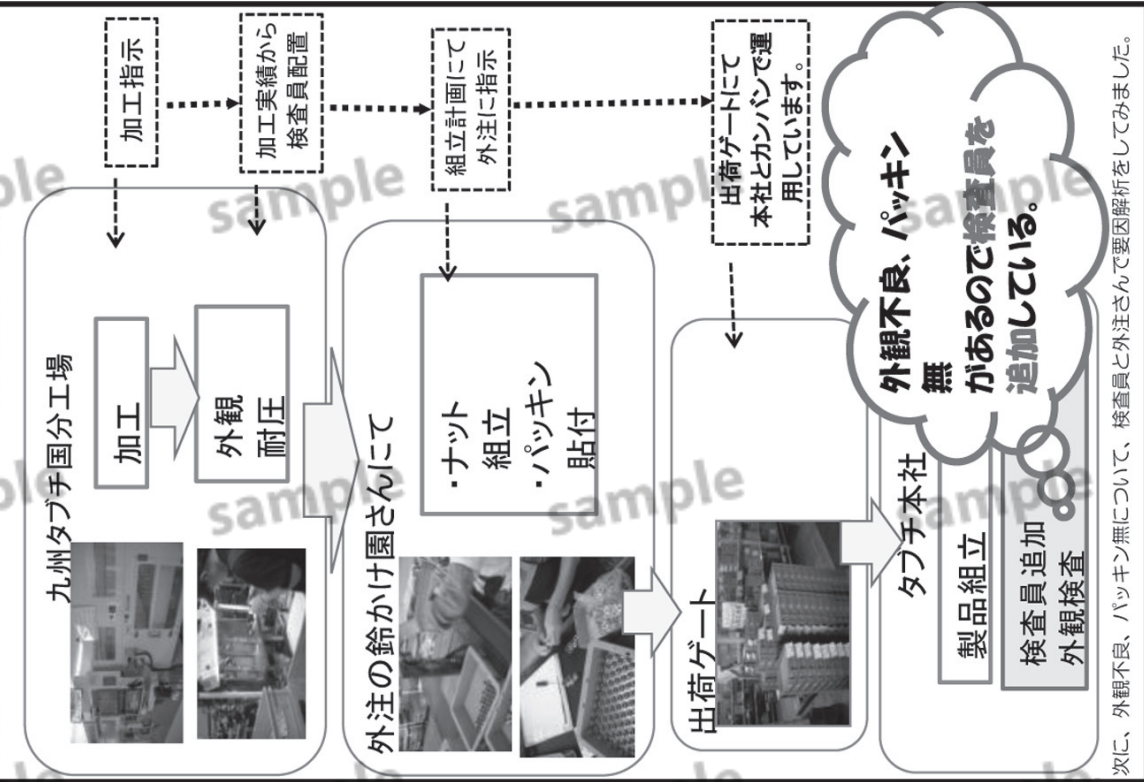 九州タブチ国分工場
加工
外観
耐圧
加工指示
加工実績から
検査員配置
外注の鈴かけ園さんにて
・ナット
組立
・パッキン
貼付
組立計画にて
外注に指示
出荷ゲート
出荷ゲートにて
本社とカンバンで運
用しています。
タブチ本社
製品組立
検査員追加
外観検査
外観不良、パッキン
無
があるので検査員を
追加している。
次に、外観不良、パッキン無について、検査員と外注さんで要因解析をしてみました。
sample
sample
sample
sample
sample
sample